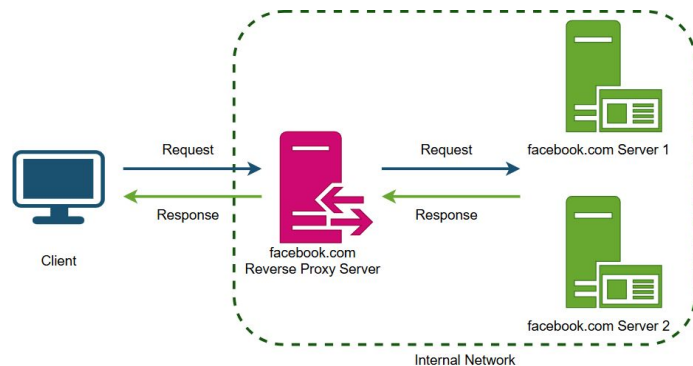 facebook.com Server 1
Request
Request
Response
Response
Client
facebook.com
Reverse Proxy Server
facebook.com Server 2
Internal Network